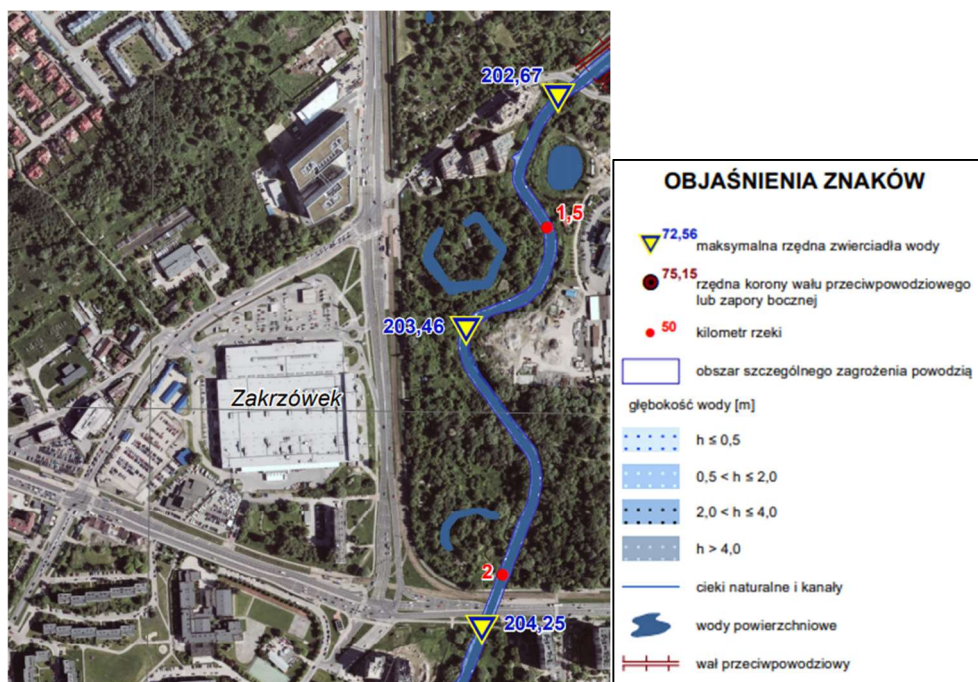 202,67
1,5
203,46
Zakrzówek
2
204,25
OBJAŚNIENIA ZNAKÓW
72,56 maksymalna rzędna zwierciadła wody
75,15 rzędna korony wału przeciwpowodziowego
lub zapory bocznej
50 kilometr rzeki
obszar szczególnego zagrożenia powodzią
głębokość wody [m]
h ≤ 0,5
0,5 < h ≤ 2,0
2,0 < h ≤ 4,0
h > 4,0
cieki naturalne i kanały
wody powierzchniowe
wał przeciwpowodziowy